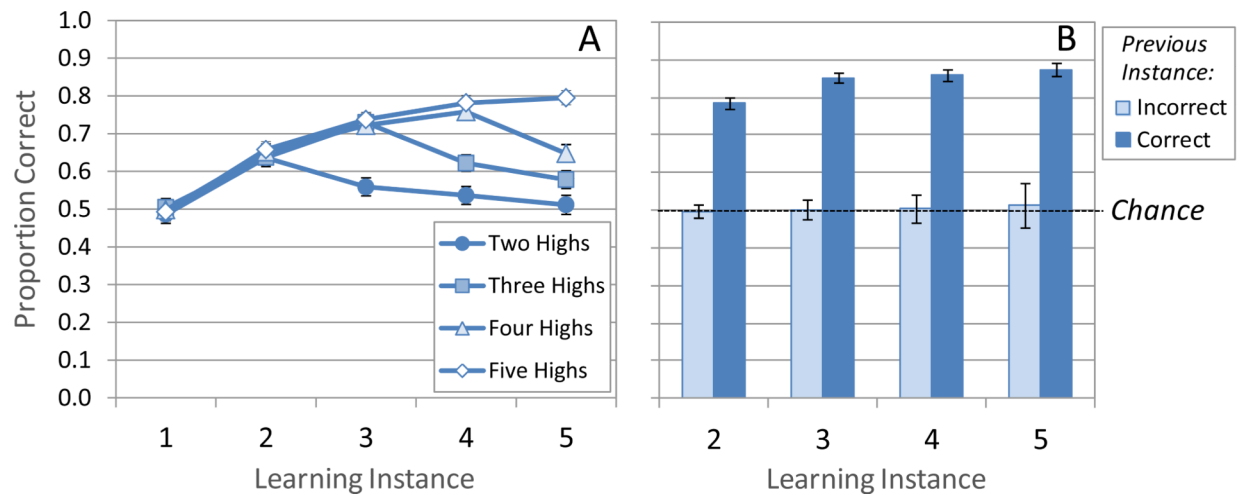 Proportion Correct
1.0
0.9
0.8
0.7
0.6
0.5
0.4
0.3
0.2
0.1
0.0
A
Two Highs
Three Highs
Four Highs
Five Highs
1 2 3 4 5
Learning Instance
B
Previous
Instance:
Incorrect
Correct
Chance
2 3 4 5
Learning Instance